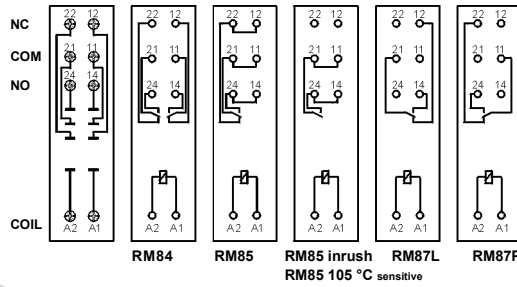 22 12 22 12 22 12 22 12 22 12 22 12
NC
COM
21 11 21 11 21 11 21 11 21 11 21 11
NO
24 14 24 14 24 14 24 14 24 14 24 14
COIL
A2 A1 A2 A1 A2 A1 A2 A1 A2 A1 A2 A1
RM84 RM85 RM85 inrush RM87L RM87P
RM85 105 °C sensitive